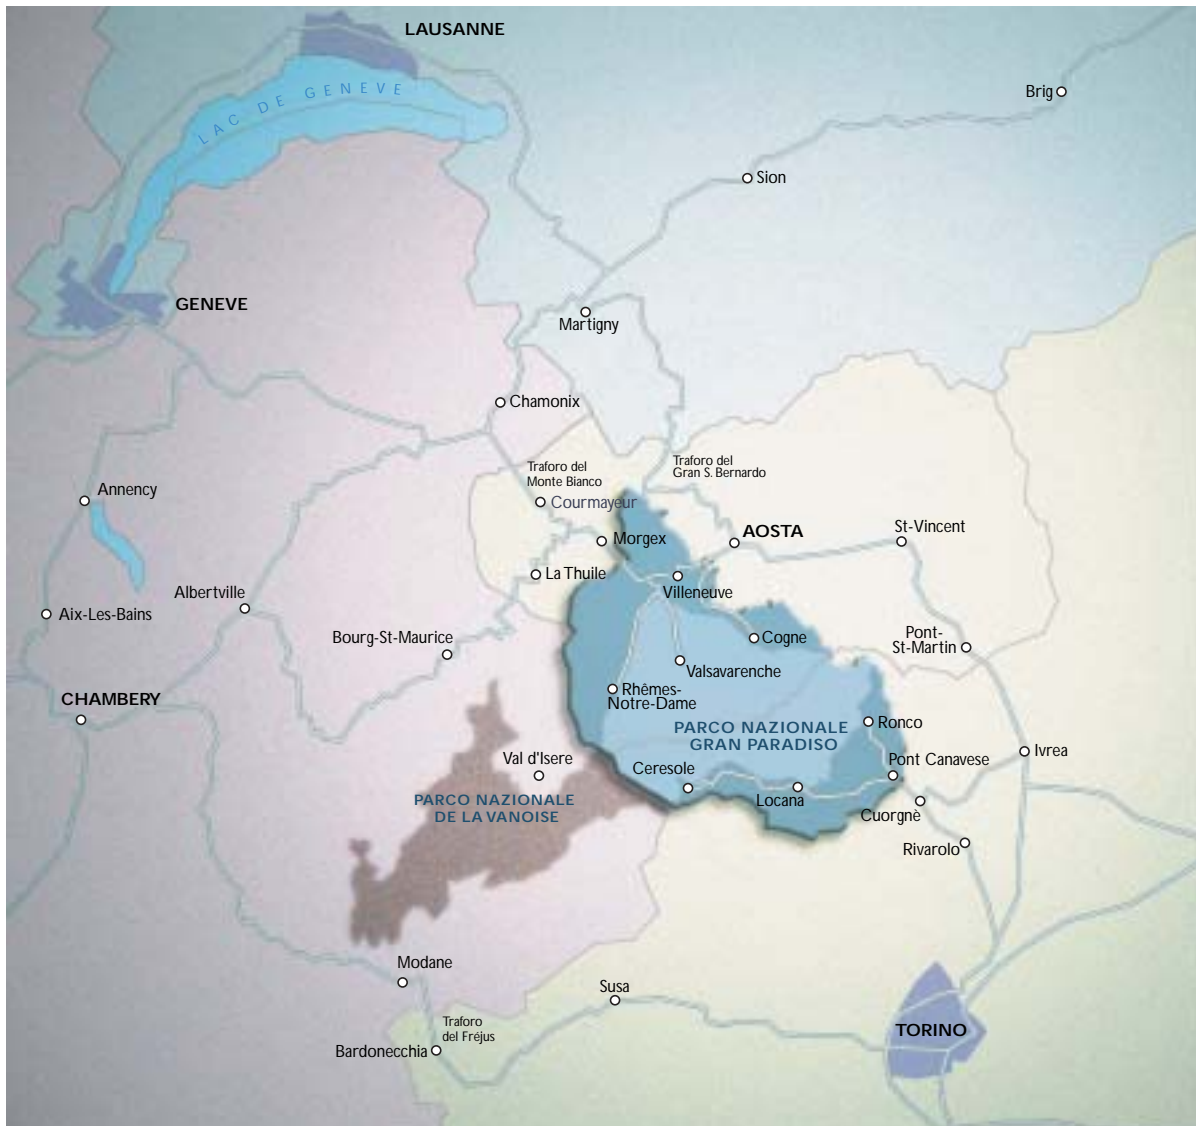 LAUSANNE
LAC DE GENEVE
Brig
Sion
GENEVE
Martigny
Chamonix
Traforo del
Monte Bianco
Traforo del
Gran S. Bernardo
Annency
Courmayeur
AOSTA
St-Vincent
Morgex
La Thuile
Villeneuve
Albertville
Aix-Les-Bains
Bourg-St-Maurice
Cogne
Pont-
St-Martin
Valsavarenche
Rhêmes-
Notre-Dame
CHAMBERY
PARCO NAZIONALE
GRAN PARADISO
Ronco
Ivrea
Val d'Isere
Ceresole
Pont Canavese
PARCO NAZIONALE
DE LA VANOISE
Locana
Cuorgnè
Rivarolo
Modane
Susa
Traforo
del Fréjus
TORINO
Bardonecchia